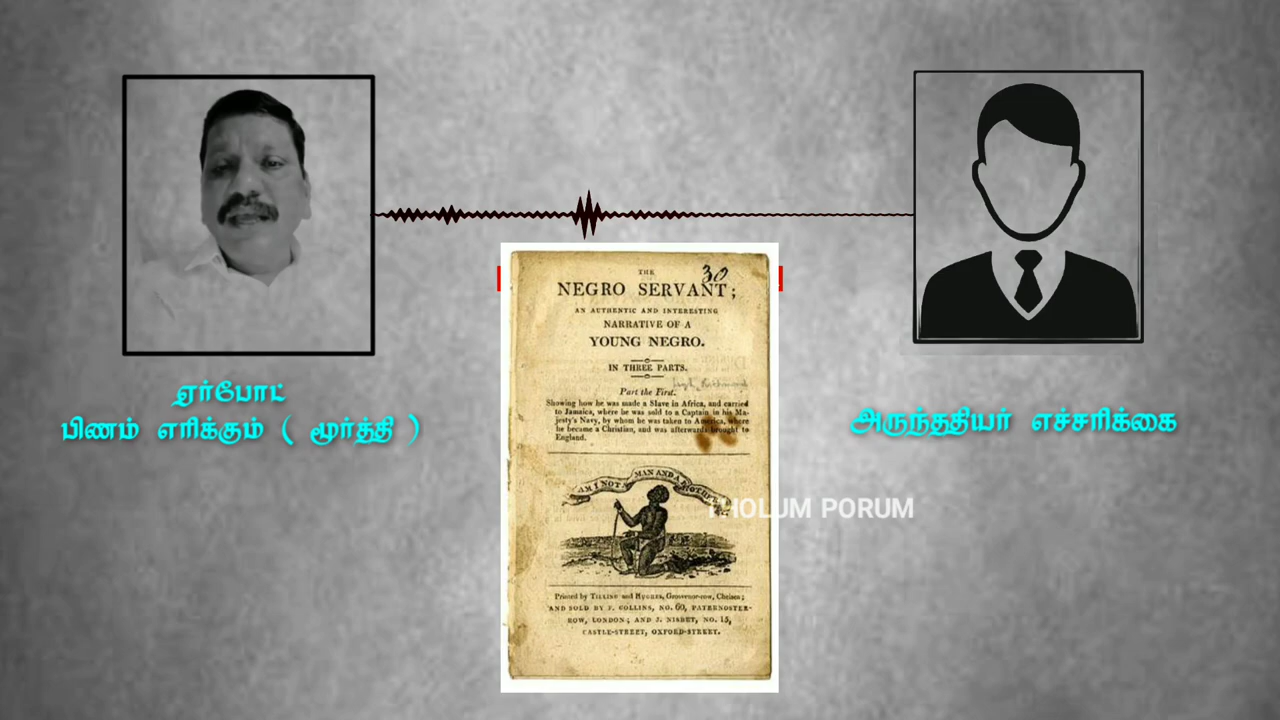 ஏர்போட்
பிணம் எரிக்கும் ( மூர்த்தி )
அருந்ததியர் எச்சரிக்கை
30
THE
NEGRO SERVANT;
AN AUTHENTIC AND INTERESTING
NARRATIVE OF A
YOUNG NEGRO.
IN THREE PARTS.
Part the First.
Showing how he was made a Slave in Africa, and carried
to Jamaica, where he was sold to a Captain in his Ma-
jesty's Navy, by whom he was taken to America, where
he became a Christian, and was afterwards brought to
England.
AM I NOT A MAN AND A BROTHER
THOLUM PORUM
Printed by TILLING and HUGHES, Grosvenor-row, Chelsea;
AND SOLD BY F. COLLINS, NO. 60, PATERNOSTER-
ROW, LONDON; AND J. NISBET, NO. 15,
CASTLE-STREET, OXFORD-STREET.